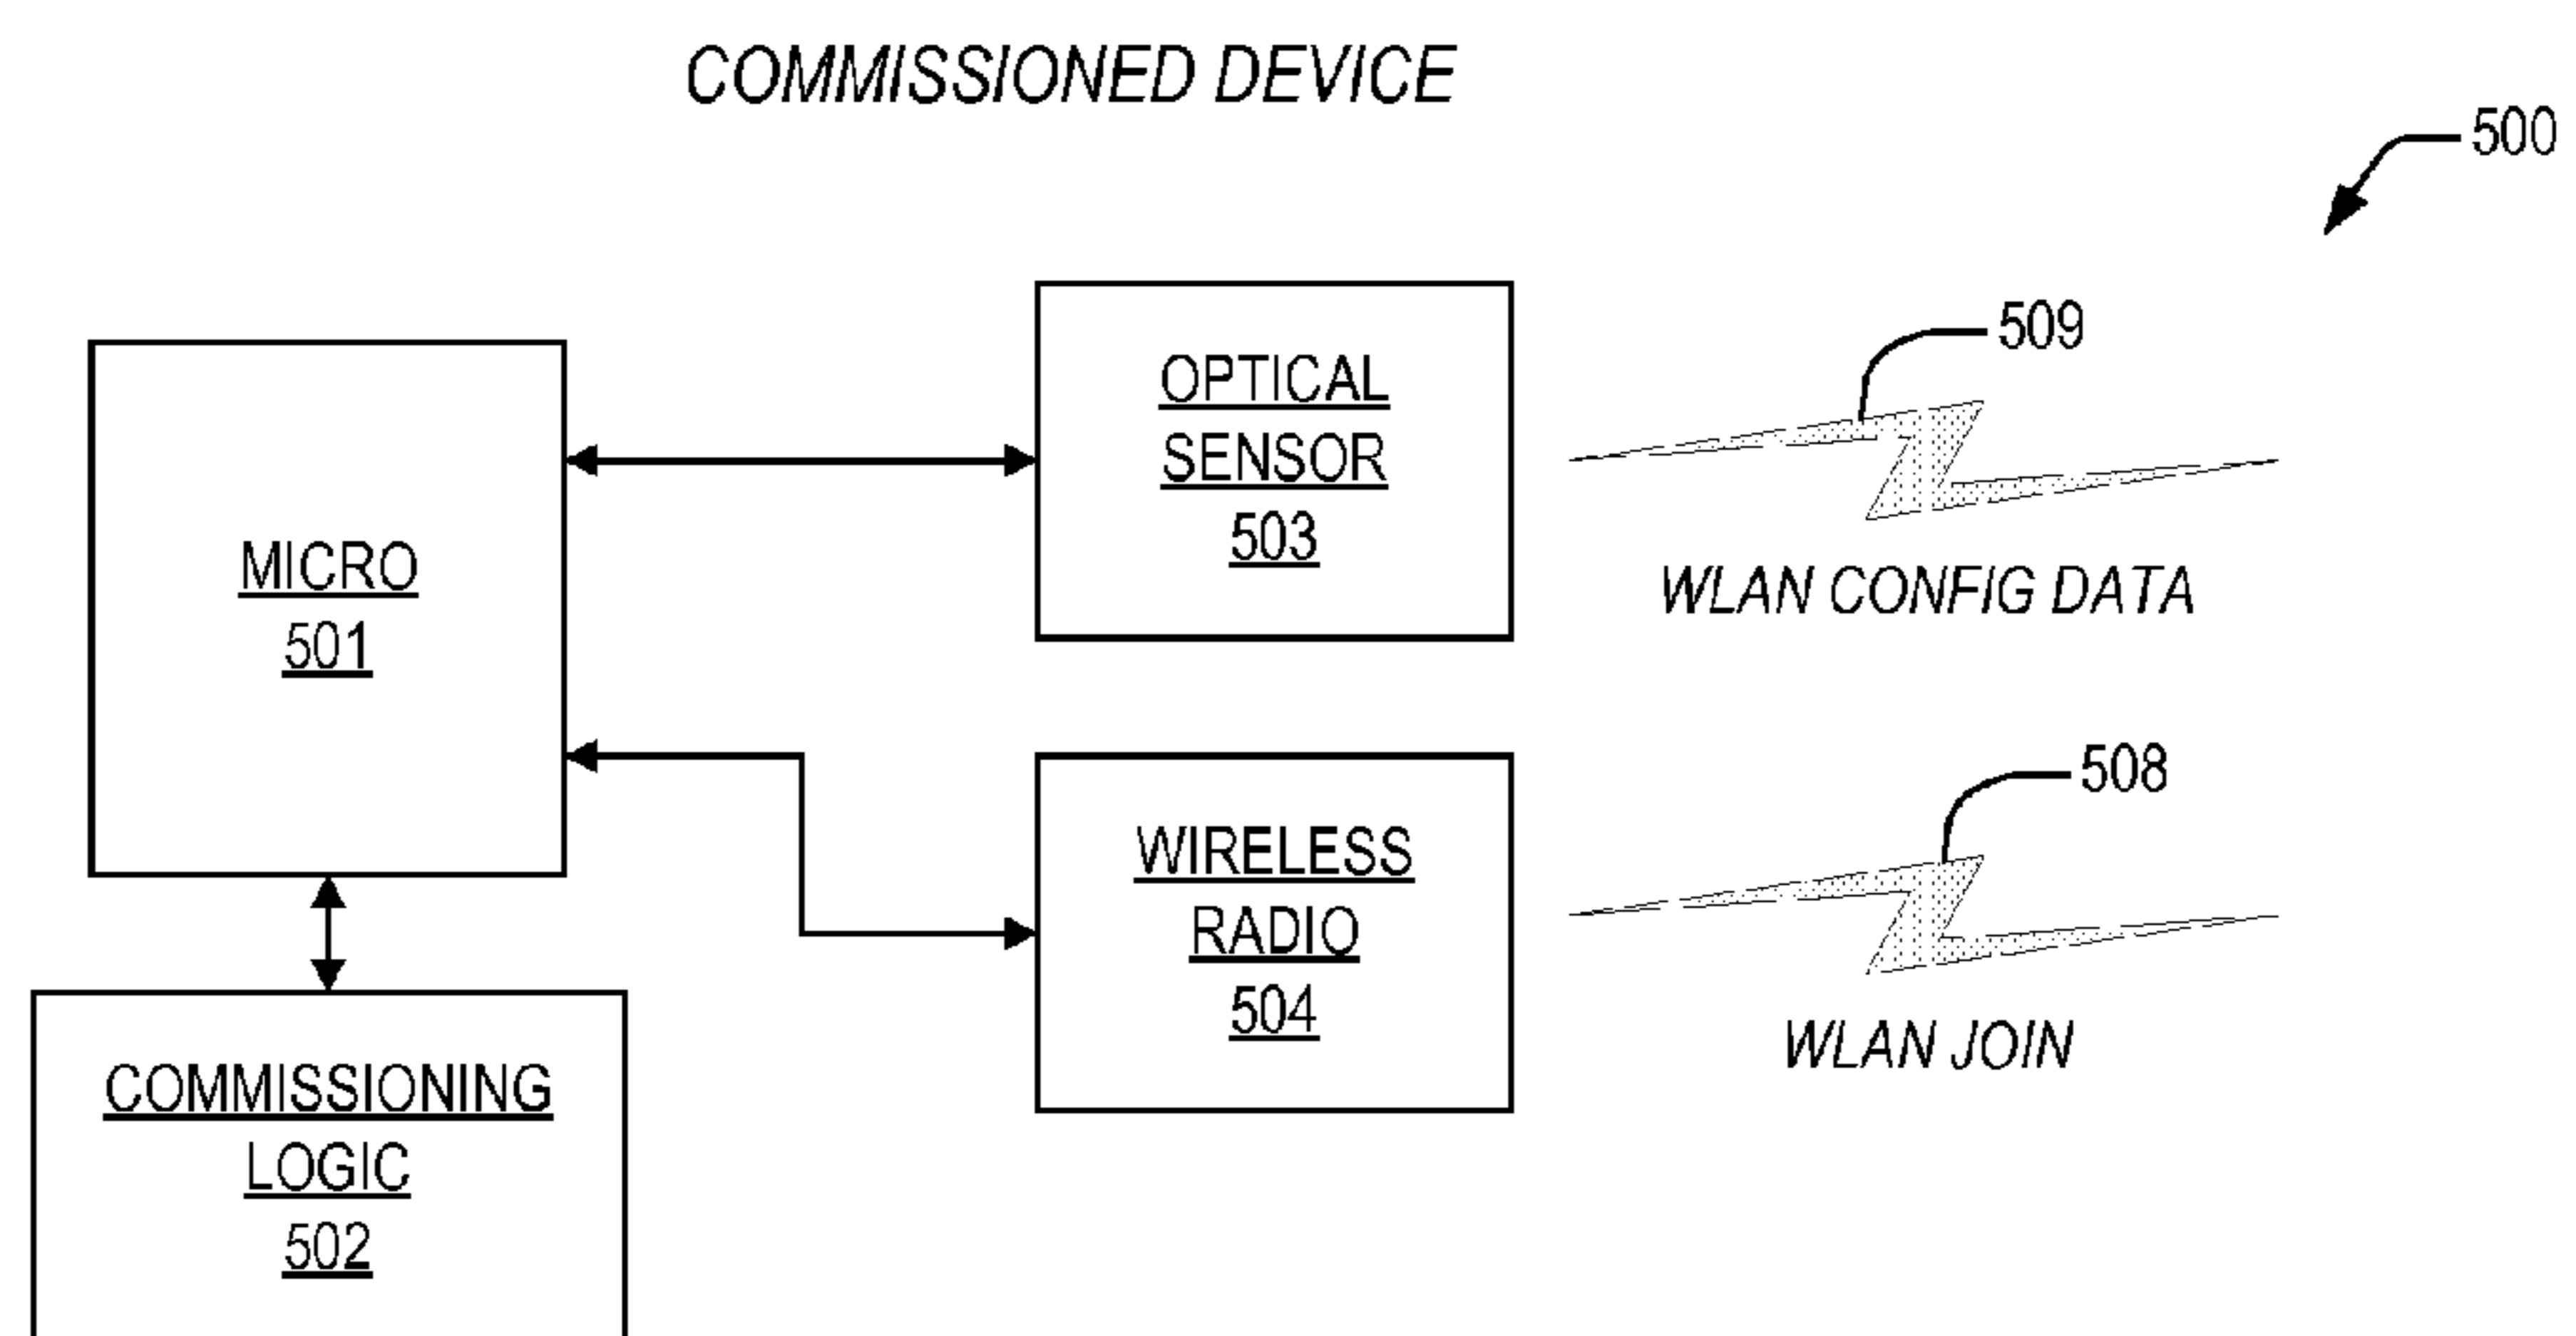 COMMISSIONED DEVICE
500
509
OPTICAL
SENSOR
503
MICRO
501
WLAN CONFIG DATA
508
WIRELESS
RADIO
504
WLAN JOIN
COMMISSIONING
LOGIC
502